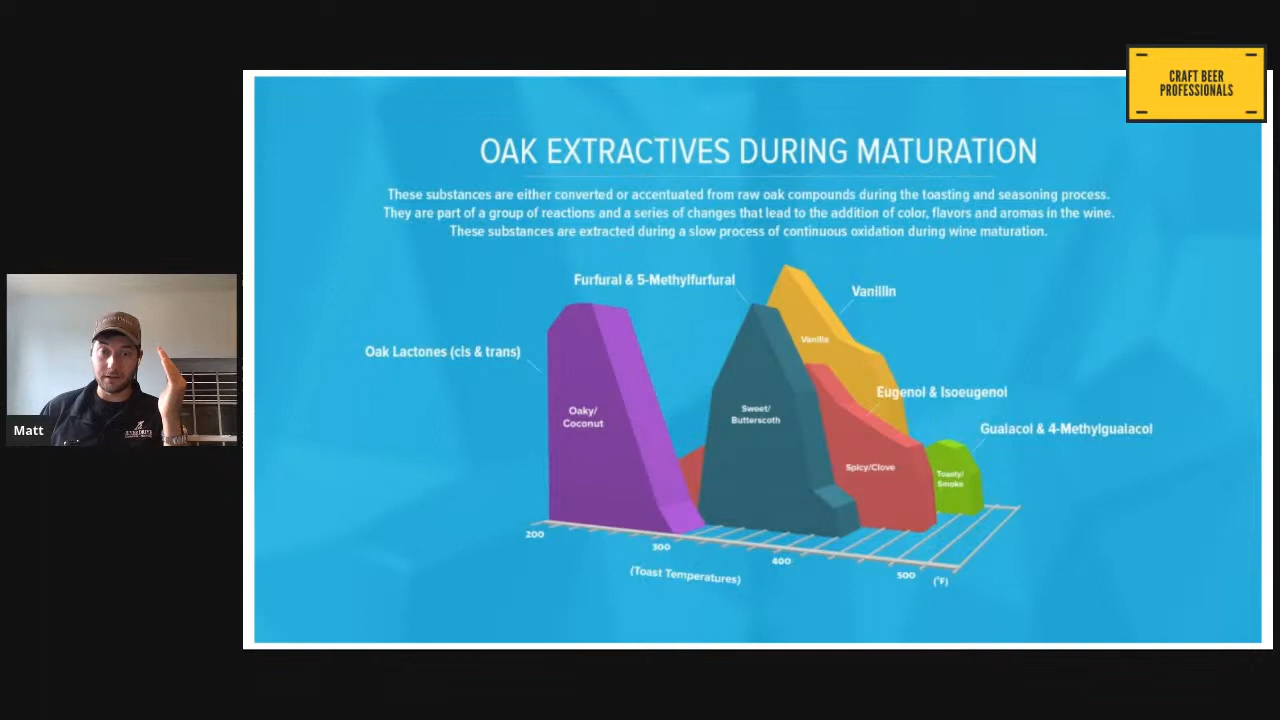 CRAFT BEER
PROFESSIONALS
OAK EXTRACTIVES DURING MATURATION
These substances are either converted or accentuated from raw oak compounds during the toasting and seasoning process.
They are part of a group of reactions and a series of changes that lead to the addition of color, flavors and aromas in the wine.
These substances are extracted during a slow process of continuous oxidation during wine maturation.
Furfural & 5-Methylfurfural
Vanillin
Vanilla
Oak Lactones (cis & trans)
Eugenol & Isoeugenol
Oaky/
Coconut
Sweet/
Butterscoth
Guaiacol & 4-Methylguaiacol
Spicy/Clove
Toasty/
Smoke
200
300
400
500
(°F)
(Toast Temperatures)
Matt